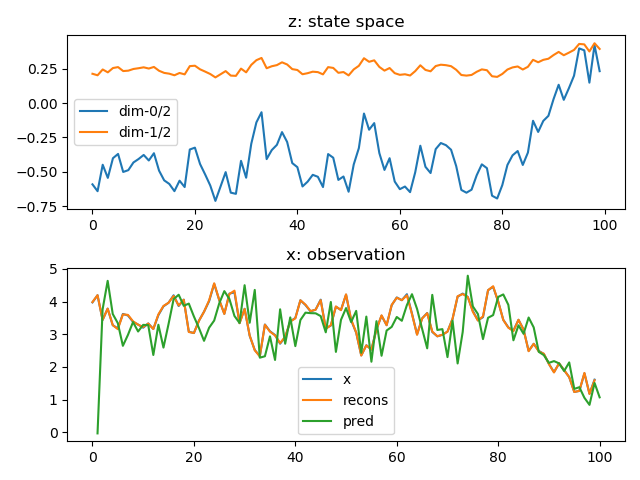 z: state space
0.25
0.00
−0.25
−0.50
−0.75
dim-0/2
dim-1/2
0 20 40 60 80 100
x: observation
5
4
3
2
1
0
x
recons
pred
0 20 40 60 80 100